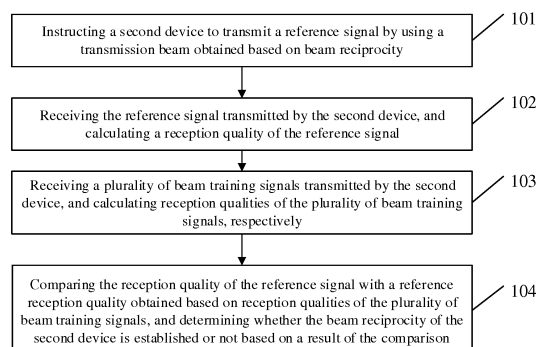 Instructing a second device to transmit a reference signal by using a
transmission beam obtained based on beam reciprocity
101
Receiving the reference signal transmitted by the second device, and
calculating a reception quality of the reference signal
102
Receiving a plurality of beam training signals transmitted by the second
device, and calculating reception qualities of the plurality of beam training
signals, respectively
103
Comparing the reception quality of the reference signal with a reference
reception quality obtained based on reception qualities of the plurality of
beam training signals, and determining whether the beam reciprocity of the
second device is established or not based on a result of the comparison
104